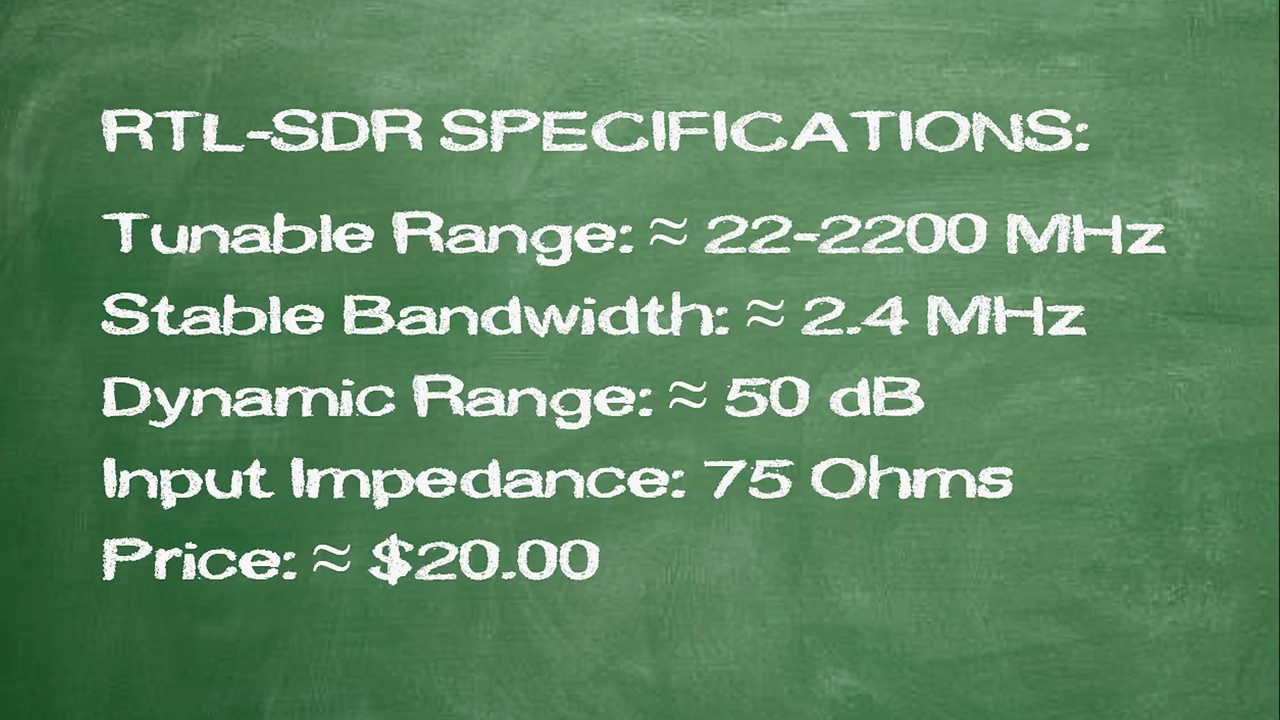 RTL-SDR SPECIFICATIONS:
Tunable Range: ≈ 22-2200 MHz
Stable Bandwidth: ≈ 2.4 MHz
Dynamic Range: ≈ 50 dB
Input Impedance: 75 Ohms
Price: ≈ $20.00